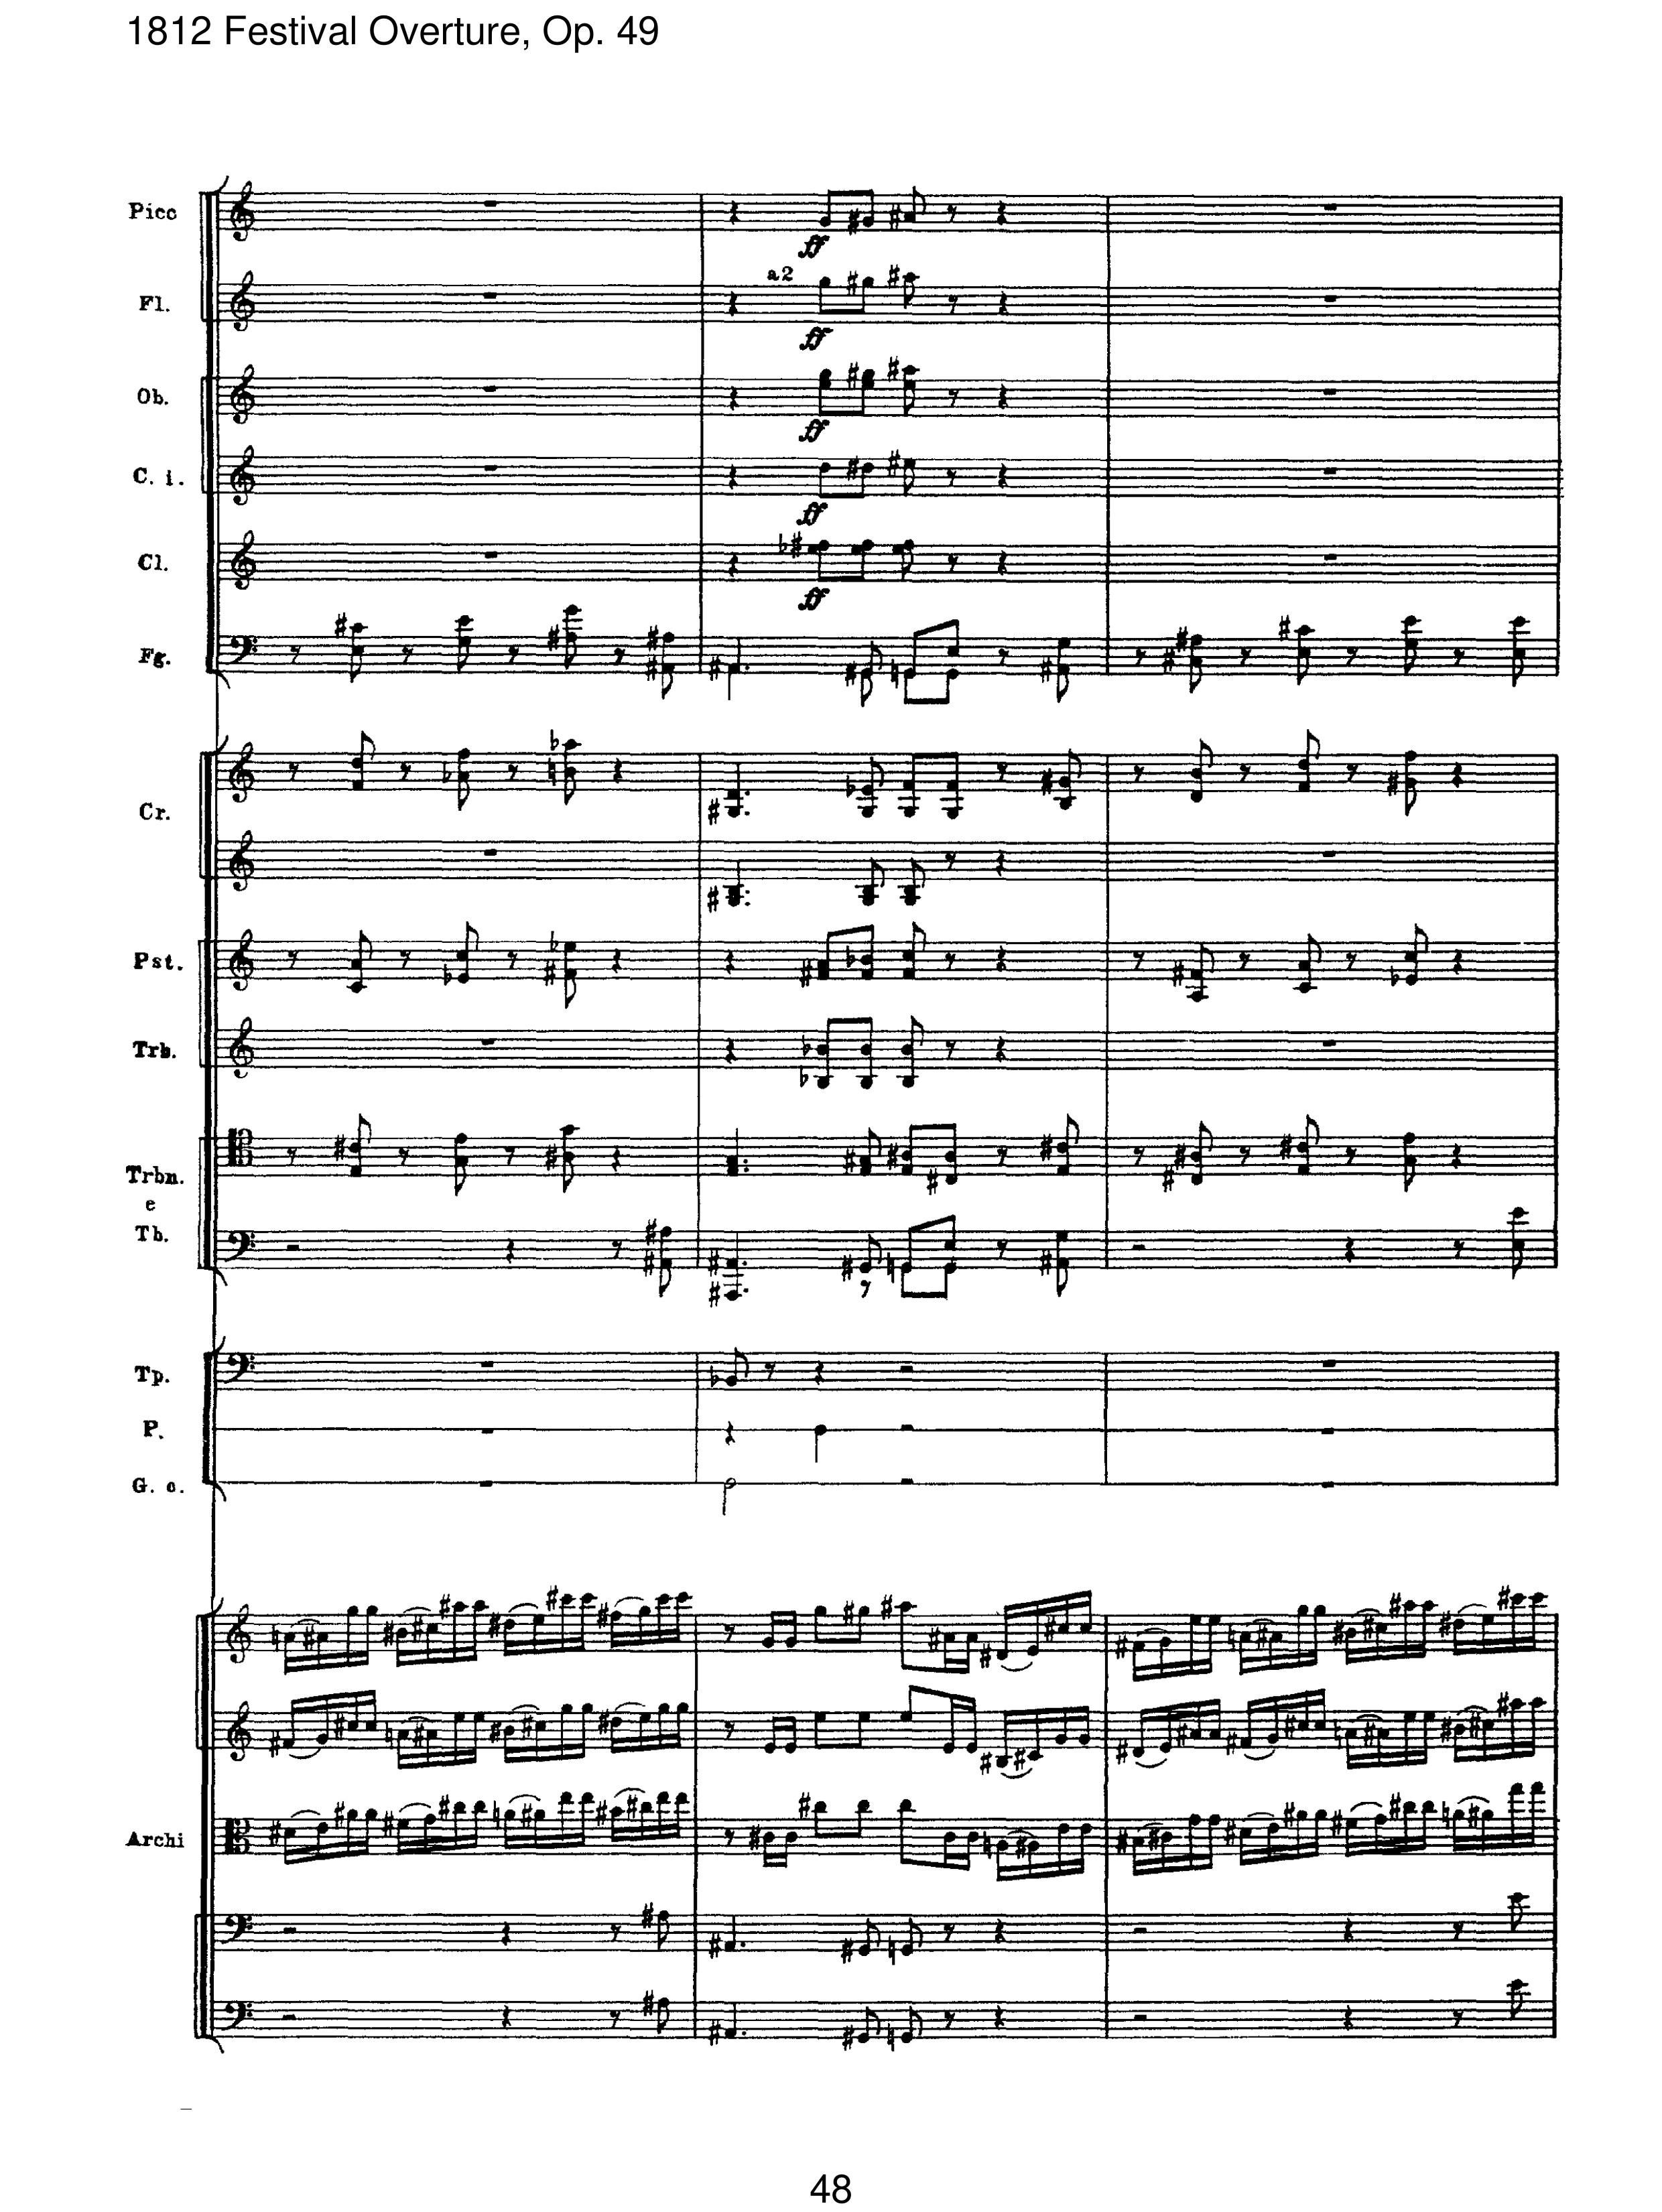 1812 Festival Overture, Op. 49
Picc
ff
a2
Fl.
ff
Ob.
ff
C. i.
ff
Cl.
ff
Fg.
Cr.
Pst.
Trb.
Trbn.
e
Tb.
Tp.
P.
G. c.
Archi
48